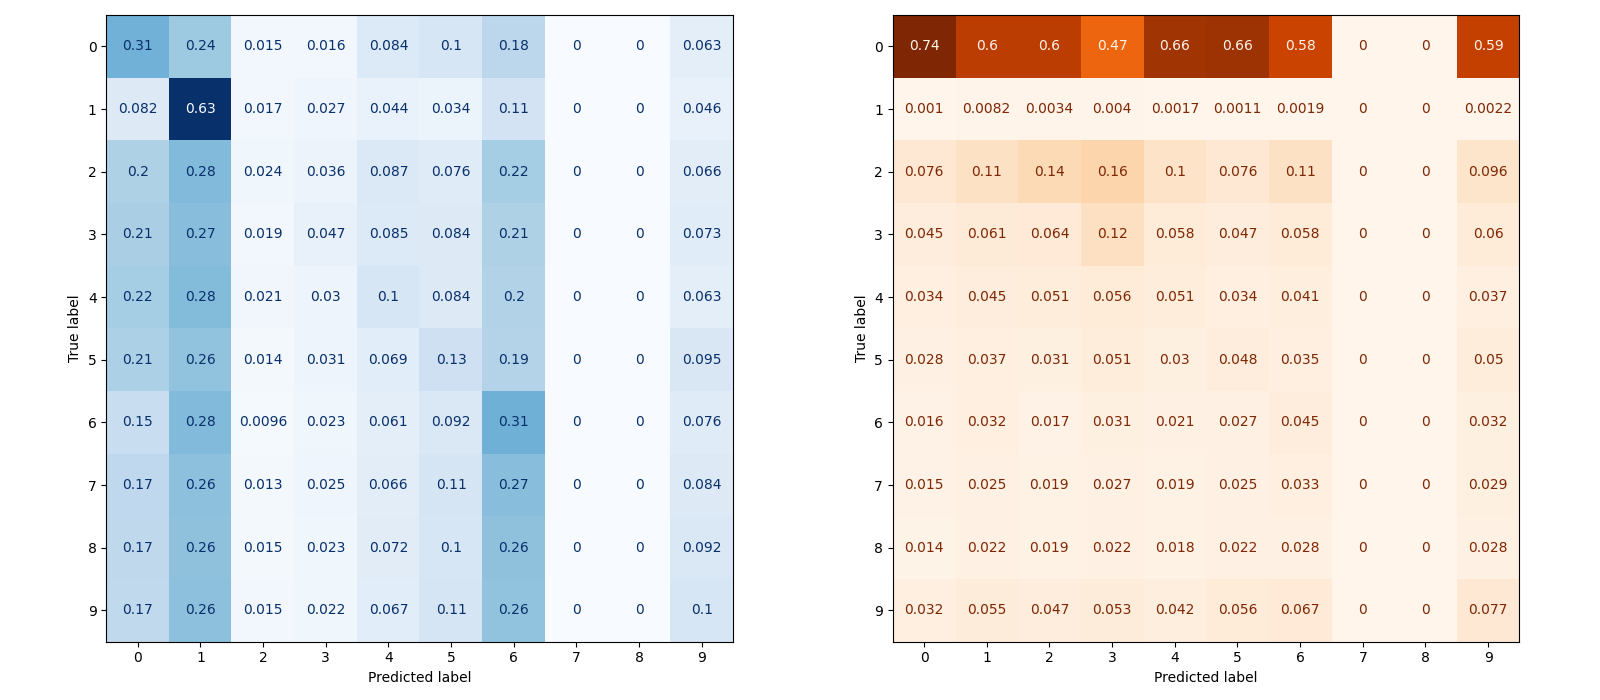 0 0.31 0.24 0.015 0.016 0.084 0.1 0.18 0 0 0.063
1 0.082 0.63 0.017 0.027 0.044 0.034 0.11 0 0 0.046
2 0.2 0.28 0.024 0.036 0.087 0.076 0.22 0 0 0.066
3 0.21 0.27 0.019 0.047 0.085 0.084 0.21 0 0 0.073
4 0.22 0.28 0.021 0.03 0.1 0.084 0.2 0 0 0.063
5 0.21 0.26 0.014 0.031 0.069 0.13 0.19 0 0 0.095
6 0.15 0.28 0.0096 0.023 0.061 0.092 0.31 0 0 0.076
7 0.17 0.26 0.013 0.025 0.066 0.11 0.27 0 0 0.084
8 0.17 0.26 0.015 0.023 0.072 0.1 0.26 0 0 0.092
9 0.17 0.26 0.015 0.022 0.067 0.11 0.26 0 0 0.1
0 1 2 3 4 5 6 7 8 9
Predicted label
True label
0 0.74 0.6 0.6 0.47 0.66 0.66 0.58 0 0 0.59
1 0.001 0.0082 0.0034 0.004 0.0017 0.0011 0.0019 0 0 0.0022
2 0.076 0.11 0.14 0.16 0.1 0.076 0.11 0 0 0.096
3 0.045 0.061 0.064 0.12 0.058 0.047 0.058 0 0 0.06
4 0.034 0.045 0.051 0.056 0.051 0.034 0.041 0 0 0.037
5 0.028 0.037 0.031 0.051 0.03 0.048 0.035 0 0 0.05
6 0.016 0.032 0.017 0.031 0.021 0.027 0.045 0 0 0.032
7 0.015 0.025 0.019 0.027 0.019 0.025 0.033 0 0 0.029
8 0.014 0.022 0.019 0.022 0.018 0.022 0.028 0 0 0.028
9 0.032 0.055 0.047 0.053 0.042 0.056 0.067 0 0 0.077
0 1 2 3 4 5 6 7 8 9
Predicted label
True label